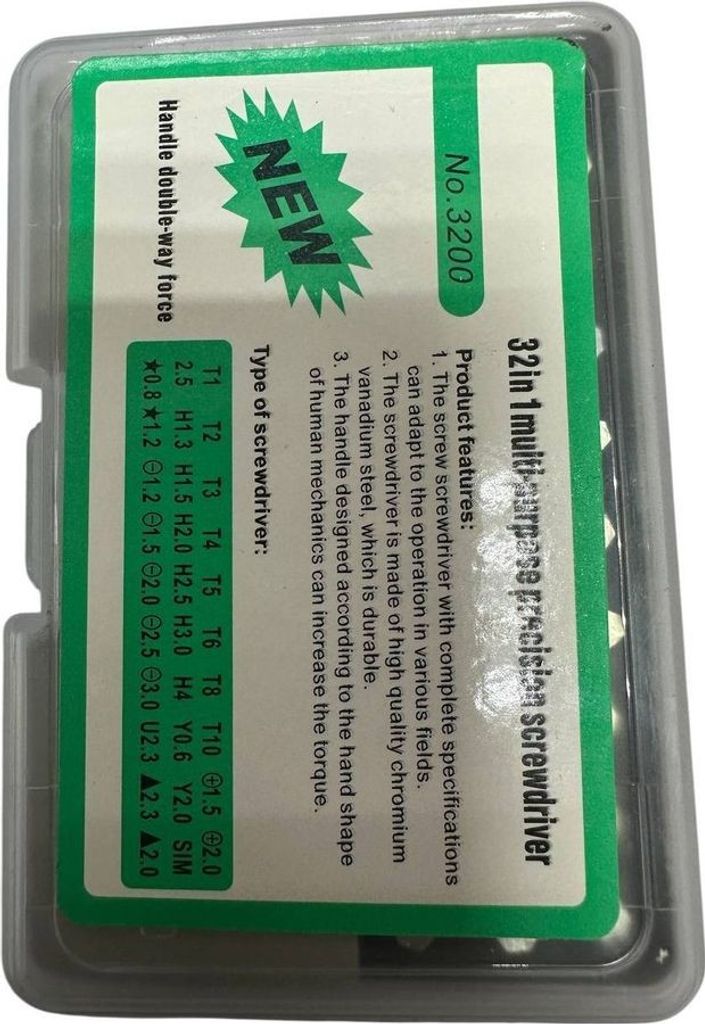 No.3200
32 in 1 multi-purpase precision screwdriver
NEW
Handle double-way force
Product features:
1. The screw screwdriver with complete specifications
can adapt to the operation in various fields.
2. The screwdriver is made of high quality chromium
vanadium steel, which is durable.
3. The handle designed according to the hand shape
of human mechanics can increase the torque.
Type of screwdriver:
T1 T2 T3 T4 T5 T6 T8 T10 ⊕1.5 ⊕2.0
2.5 H1.3 H1.5 H2.0 H2.5 H3.0 H4 Y0.6 Y2.0 SIM
★0.8 ★1.2 ⊖1.2 ⊖1.5 ⊖2.0 ⊖2.5 ⊖3.0 U2.3 ▲2.3 ▲2.0